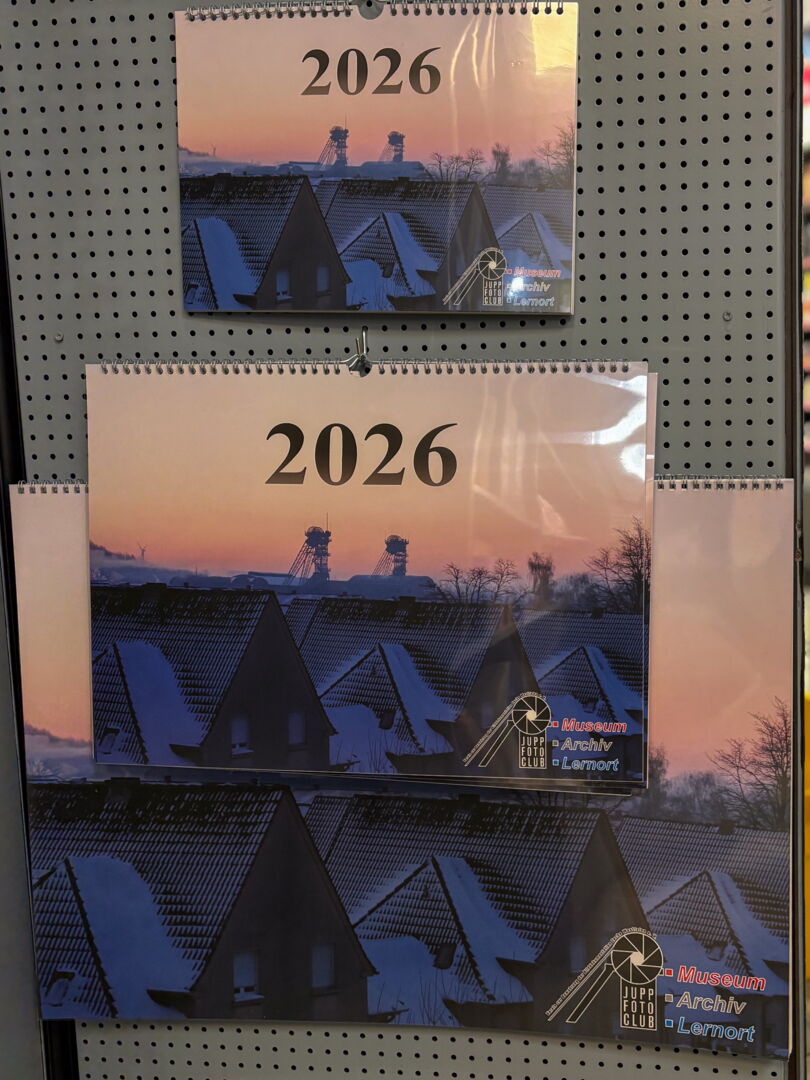 2026
Museum
Archiv
Lernort
JUPP
FOTO
CLUB
2026
Museum
Archiv
Lernort
JUPP
FOTO
CLUB
Museum
Archiv
Lernort
JUPP
FOTO
CLUB